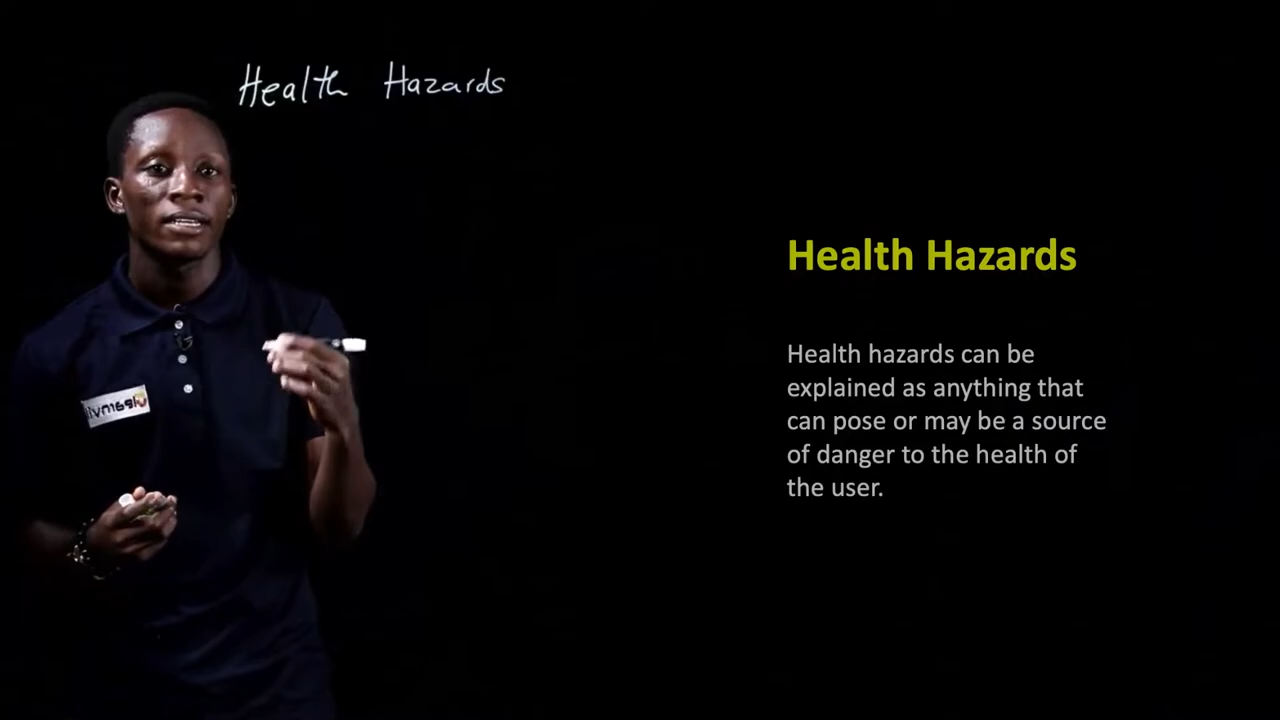 Health Hazards
Health Hazards
Health hazards can be
explained as anything that
can pose or may be a source
of danger to the health of
the user.